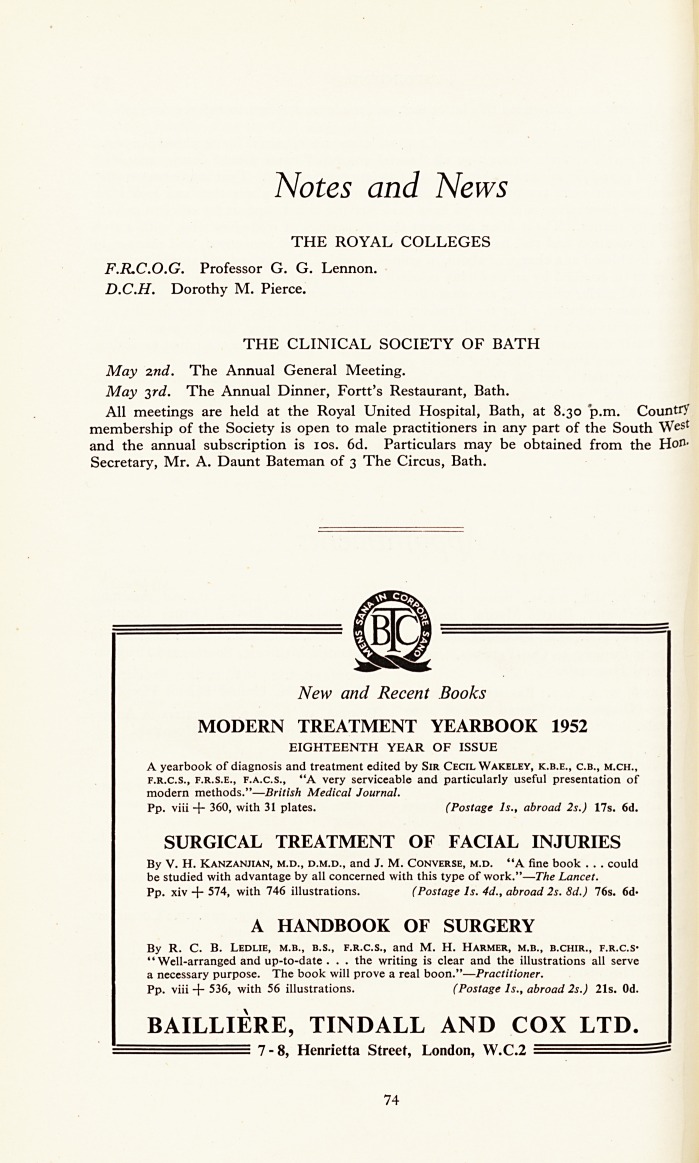 Notes and News
THE ROYAL COLLEGES
F.R.C.O.G. Professor G. G. Lennon.
D.C.H. Dorothy M. Pierce.
THE CLINICAL SOCIETY OF BATH
May 2nd. The Annual General Meeting.
May 3rd. The Annual Dinner, Fortt's Restaurant, Bath.
All meetings are held at the Royal United Hospital, Bath, at 8.30 p.m. Country
membership of the Society is open to male practitioners in any part of the South West
and the annual subscription is 10s. 6d. Particulars may be obtained from the Hon.
Secretary, Mr. A. Daunt Bateman of 3 The Circus, Bath.
MENS SANA IN CORPORE SANO
BTC
New and Recent Books
MODERN TREATMENT YEARBOOK 1952
EIGHTEENTH YEAR OF ISSUE
A yearbook of diagnosis and treatment edited by SIR CECIL WAKELEY, K.B.E., C.B., M.CH.,
F.R.C.S., F.R.S.E., F.A.C.S., "A very serviceable and particularly useful presentation of
modern methods."—British Medical Journal.
Pp. viii + 360, with 31 plates. (Postage 1s., abroad 2s.) 17s. 6d.
SURGICAL TREATMENT OF FACIAL INJURIES
By V. H. KANZANJIAN, M.D., D.M.D., and J. M. CONVERSE, M.D. "A fine book . . . could
be studied with advantage by all concerned with this type of work."—The Lancet.
Pp. xiv + 574, with 746 illustrations. (Postage 1s. 4d., abroad 2s. 8d.) 76s. 6d.
A HANDBOOK OF SURGERY
By R. C. B. LEDLIE, M.B., B.S., F.R.C.S., and M. H. HARMER, M.B., B.CHIR., F.R.C.S.
"Well-arranged and up-to-date . . . the writing is clear and the illustrations all serve
a necessary purpose. The book will prove a real boon."—Practitioner.
Pp. viii + 536, with 56 illustrations. (Postage 1s., abroad 2s.) 21s. 0d.
BAILLIÈRE, TINDALL AND COX LTD.
7-8, Henrietta Street, London, W.C.2
74